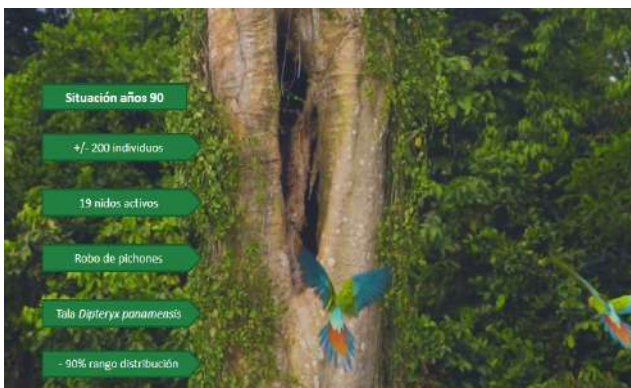 Situación años 90
+/- 200 individuos
19 nidos activos
Robo de pichones
Tala Dipteryx panamensis
- 90% rango distribución